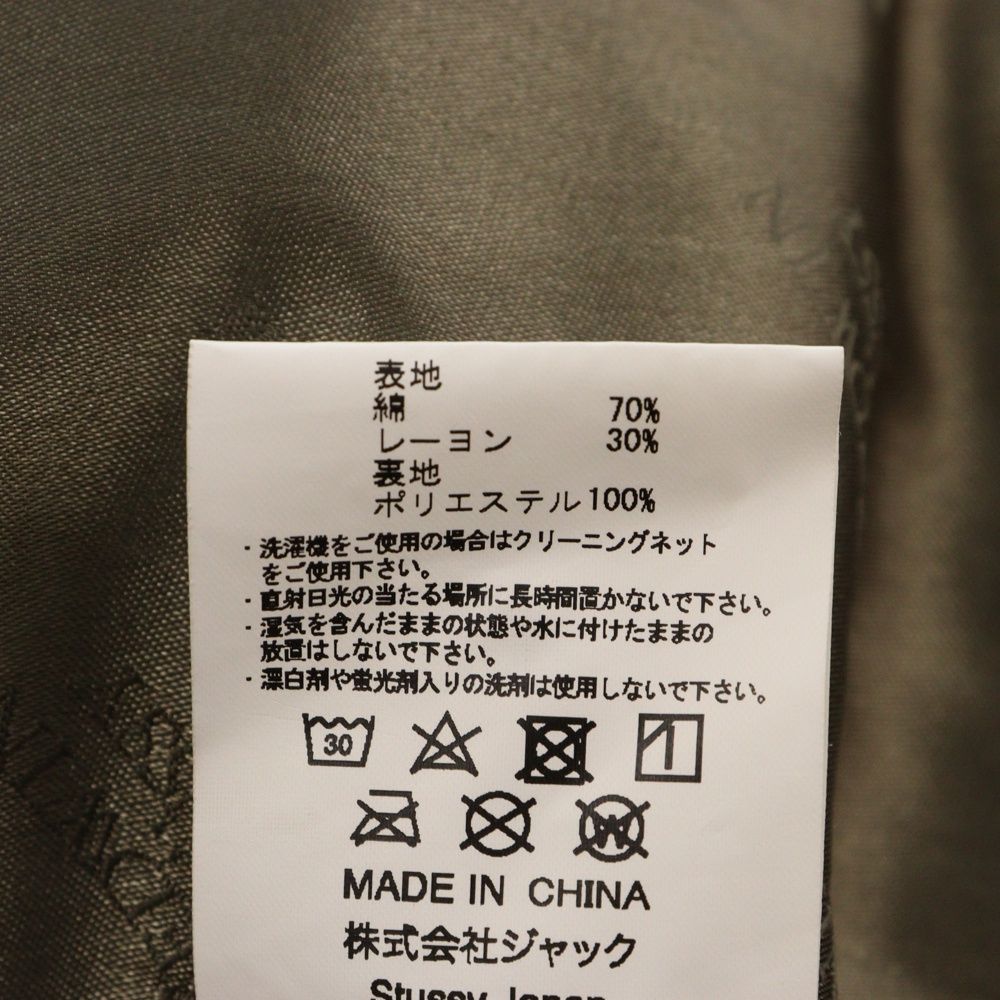 表地
綿 70%
レーヨン 30%
裏地
ポリエステル 100%
・洗濯機をご使用の場合はクリーニングネット
をご使用下さい。
・直射日光の当たる場所に長時間置かないで下さい。
・湿気を含んだままの状態や水に付けたままの
放置はしないで下さい。
・漂白剤や蛍光剤入りの洗剤は使用しないで下さい。
30
W
MADE IN CHINA
株式会社ジャック
Stussy Japan